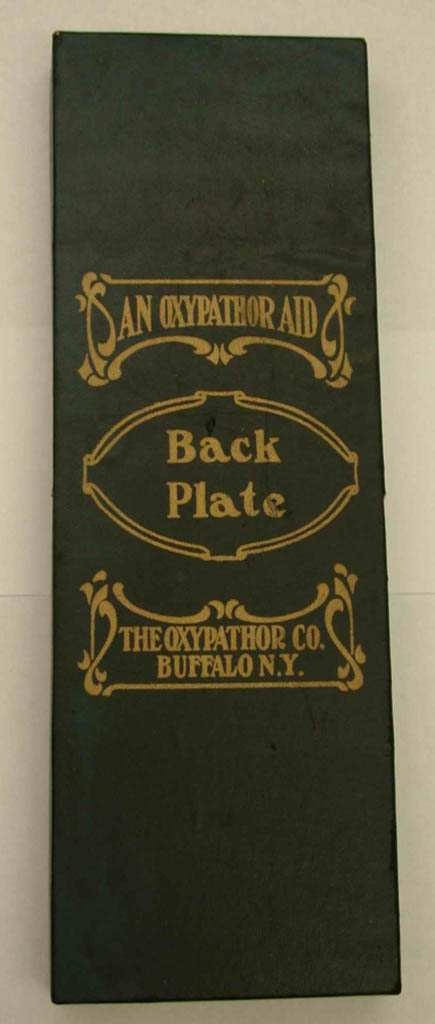 AN OXYPATHOR AID
Back
Plate
THE OXYPATHOR CO.
BUFFALO N.Y.